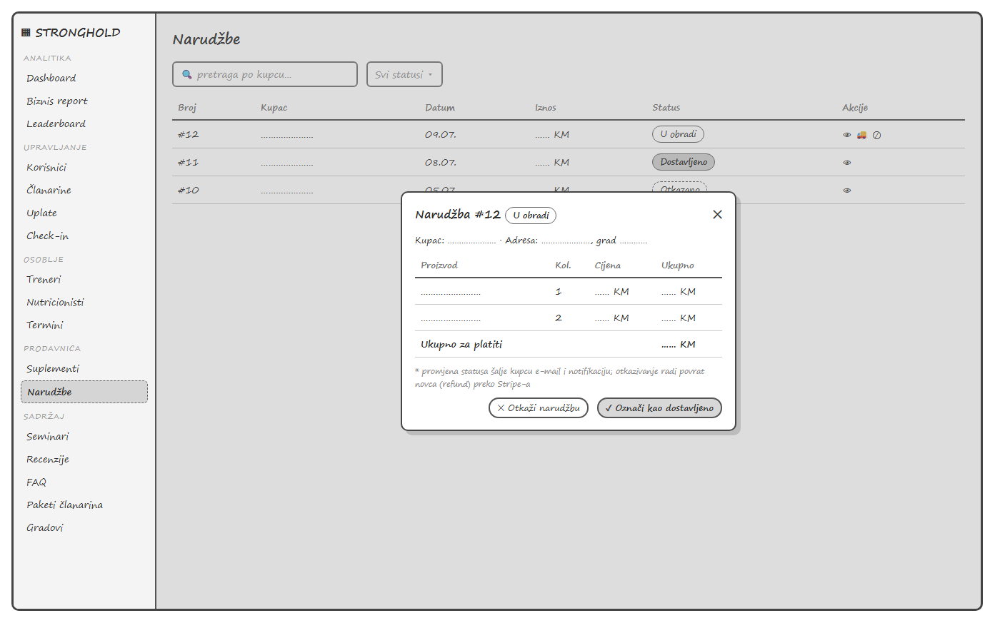 STRONGHOLD
ANALITIKA
Dashboard
Biznis report
Leaderboard
UPRAVLJANJE
Korisnici
Članarine
Uplate
Check-in
OSOBLJE
Treneri
Nutricionisti
Termini
PRODAVNICA
Suplementi
Narudžbe
SADRŽAJ
Seminari
Recenzije
FAQ
Paketi članarina
Gradovi
Narudžbe
pretraga po kupcu...
Svi statusi
Broj Kupac Datum Iznos Status Akcije
#12 ...................... 09.07. ...... KM U obradi
#11 ...................... 08.07. ...... KM Dostavljeno
#10 ...................... 05.07. ...... KM Otkazano
Narudžba #12 U obradi
Kupac: .................... · Adresa: ...................., grad ............
Proizvod Kol. Cijena Ukupno
......................... 1 ...... KM ...... KM
......................... 2 ...... KM ...... KM
Ukupno za platiti ...... KM
* promjena statusa šalje kupcu e-mail i notifikaciju; otkazivanje radi povrat
novca (refund) preko Stripe-a
✕ Otkaži narudžbu
✓ Označi kao dostavljeno